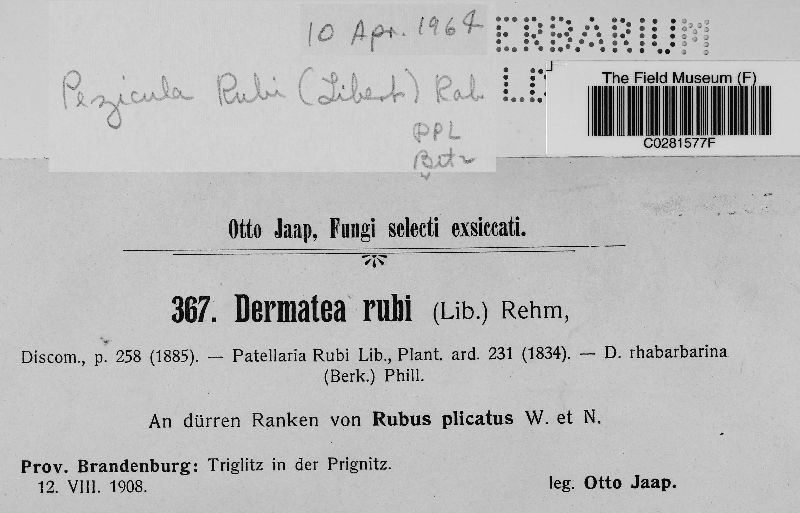 10 Apr. 1964
ERBARIUM
Pezicula Rubi (Libert) Rab
PPL
The Field Museum (F)
C0281577F
Otto Jaap, Fungi selecti exsiccati.
367. Dermatea rubi (Lib.) Rehm,
Discom., p. 258 (1885). — Patellaria Rubi Lib., Plant. ard. 231 (1834). — D. rhabarbarina
(Berk.) Phill.
An dürren Ranken von Rubus plicatus W. et N.
Prov. Brandenburg: Triglitz in der Prignitz.
12. VIII. 1908.
leg. Otto Jaap.